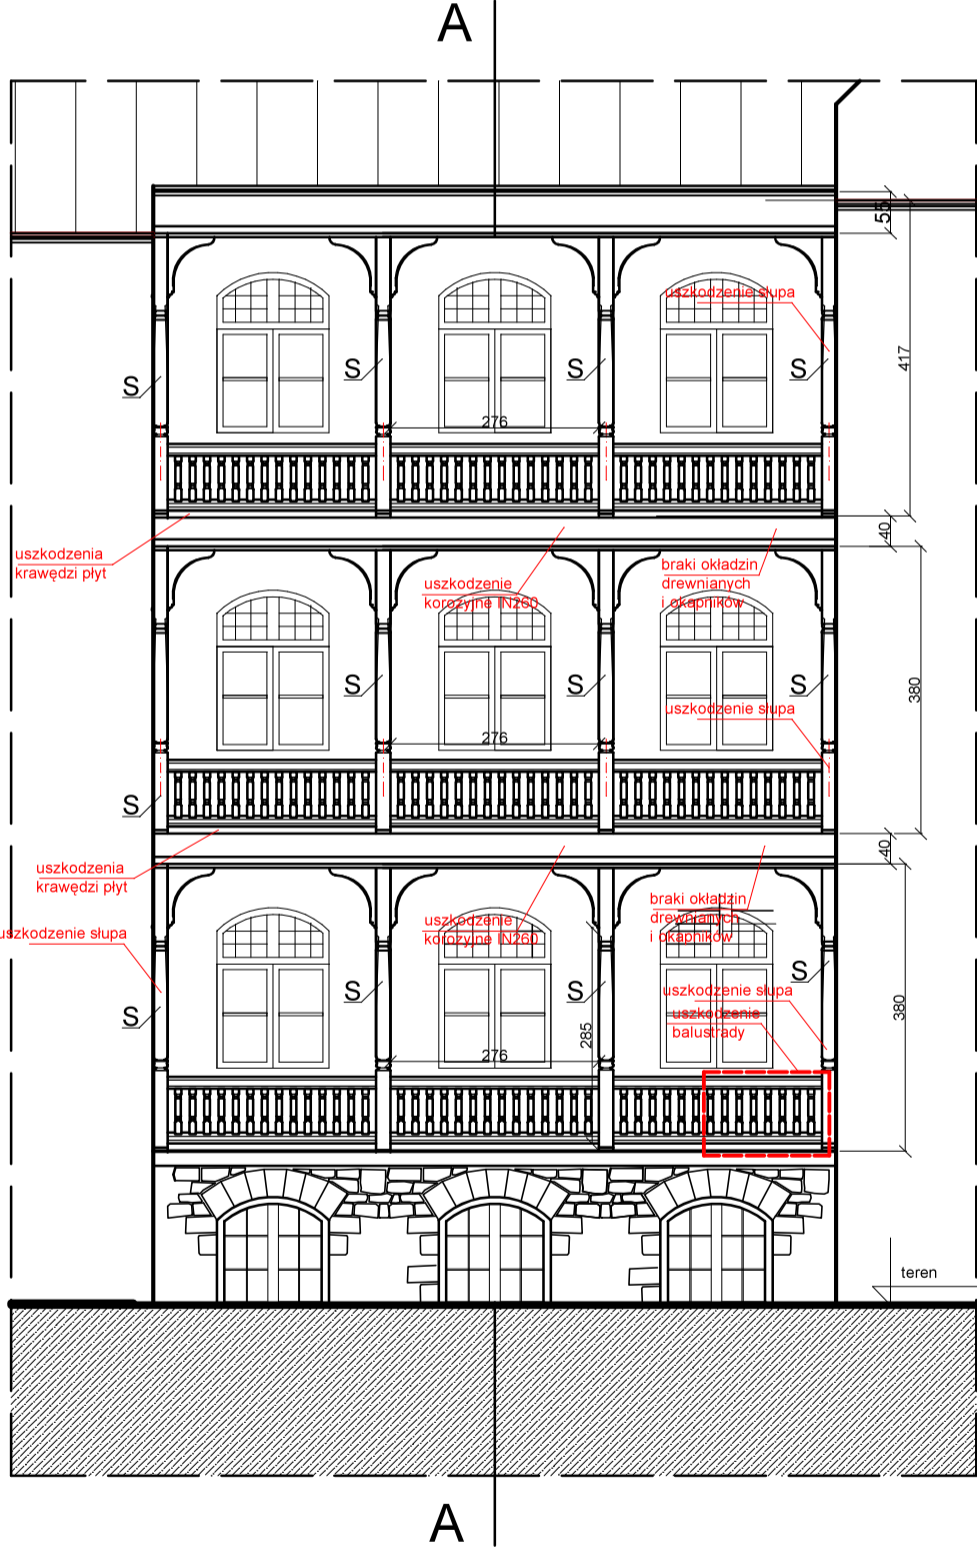 A
55
uszkodzenie słupa
417
S
S
S
S
276
40
uszkodzenia
krawędzi płyt
uszkodzenie
korozyjne IN260
braki okładzin
drewnianych
i okapników
S
S
S
380
uszkodzenie słupa
276
S
40
uszkodzenia
krawędzi płyt
braki okładzin
drewnianych
i okapników
uszkodzenie
korozyjne IN260
uszkodzenie słupa
S
S
S
uszkodzenie słupa
380
S
uszkodzenie
balustrady
285
276
teren
A